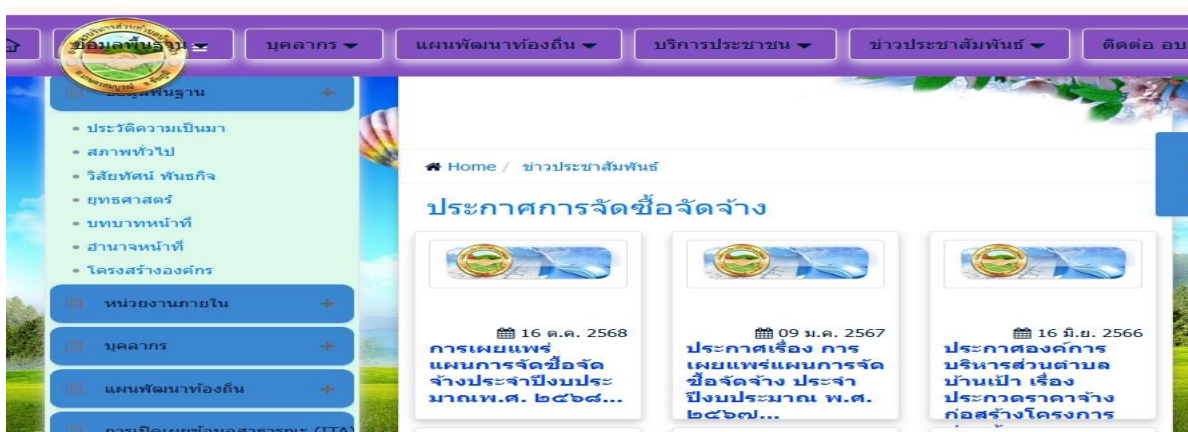 บุคลากร
แผนพัฒนาท้องถิ่น
บริการประชาชน
ข่าวประชาสัมพันธ์
ติดต่อ อบ
ข้อมูลพื้นฐาน
ประวัติความเป็นมา
สภาพทั่วไป
วิสัยทัศน์ พันธกิจ
ยุทธศาสตร์
บทบาทหน้าที่
อำนาจหน้าที่
โครงสร้างองค์กร
หน่วยงานภายใน
บุคลากร
แผนพัฒนาท้องถิ่น
การเปิดเผยข้อมูลสาธารณะ (ITA)
Home / ข่าวประชาสัมพันธ์
ประกาศการจัดซื้อจัดจ้าง
16 ต.ค. 2568
การเผยแพร่
แผนการจัดซื้อจัด
จ้างประจำปีงบประ
มาณพ.ศ. ๒๕๖๘...
09 ม.ค. 2567
ประกาศเรื่อง การ
เผยแพร่แผนการจัด
ซื้อจัดจ้าง ประจำ
ปีงบประมาณ พ.ศ.
๒๕๖๗...
16 มิ.ย. 2566
ประกาศองค์การ
บริหารส่วนตำบล
บ้านเป้า เรื่อง
ประกวดราคาจ้าง
ก่อสร้างโครงการ